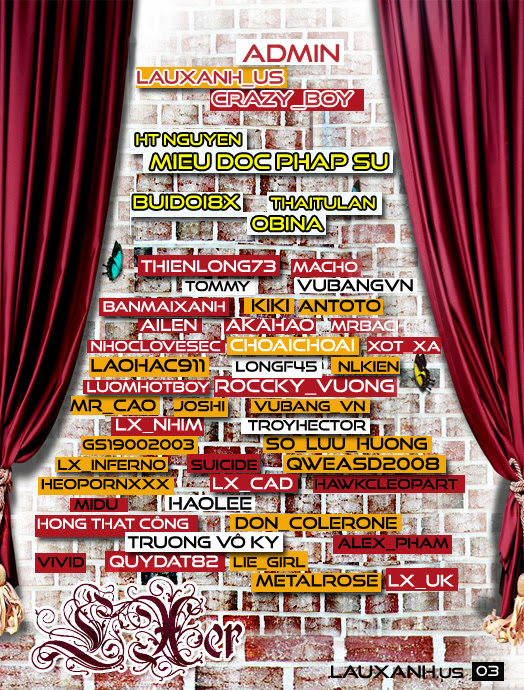 ADMIN
LAUXANH_US
CRAZY_BOY
HT NGUYEN
MIEU DOC PHAP SU
BUIDOI8X THAITULAN
OBINA
THIENLONG73 MACHO
TOMMY VUBANGVN
BANMAIXANH KIKI ANTOTO
AILEN AKAHAO MRBACH
NHOCLOVESEC CHOAICHOAI XOT_XA
LAOHAC911 LONGF45 NLKIEN
LUOMHOTBOY ROCCKY_VUONG
MR_CAO JOSHI VUBANG_VN
LX_NHIM TROYHECTOR
GS19002003 SO_LUU_HUONG
LX_INFERNO SUICIDE QWEASD2008
HEOPORNXXX LX_CAD HAWKCLEOPART
MIDU HAOLEE
HONG THAT CÔNG DON_COLERONE
TRUONG VÔ KY ALEX_PHAM
VIVID QUYDAT82 LIE_GIRL
METALROSE LX_UK
LXer
LAUXANH.US 03